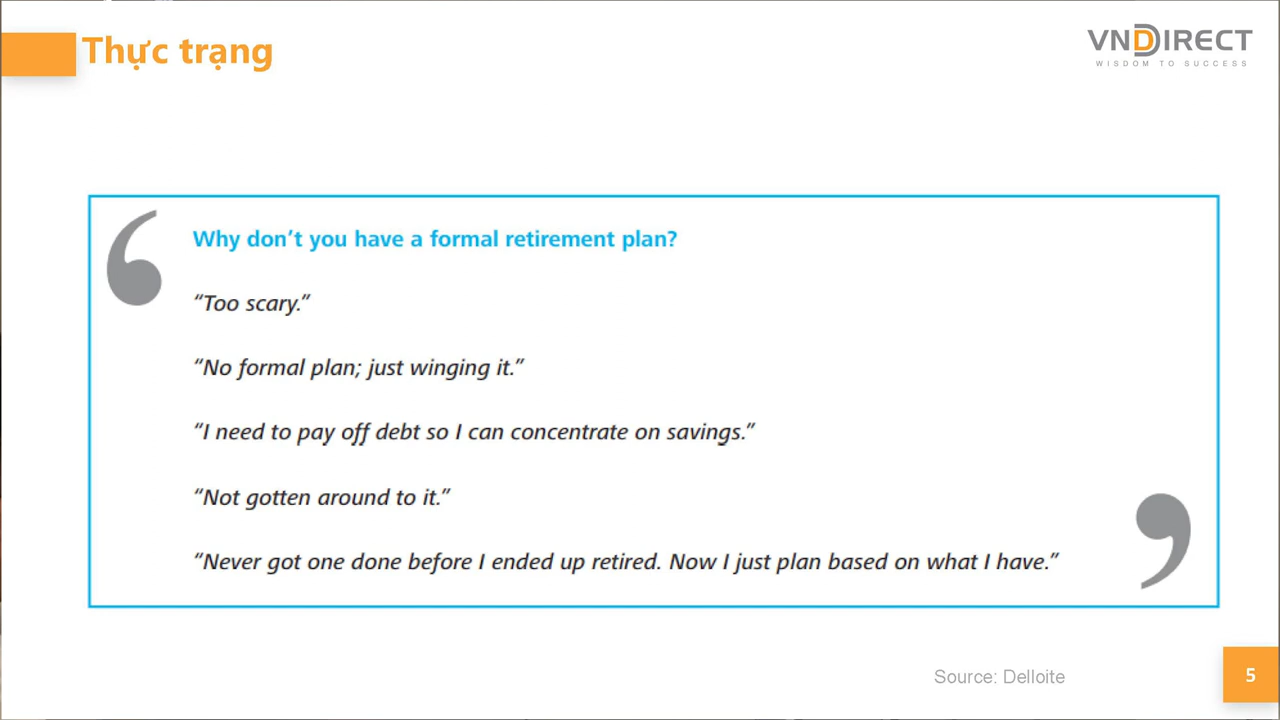 Thực trạng
VNDIRECT
WISDOM TO SUCCESS
Why don’t you have a formal retirement plan?
“Too scary.”
“No formal plan; just winging it.”
“I need to pay off debt so I can concentrate on savings.”
“Not gotten around to it.”
“Never got one done before I ended up retired. Now I just plan based on what I have.”
Source: Delloite
5